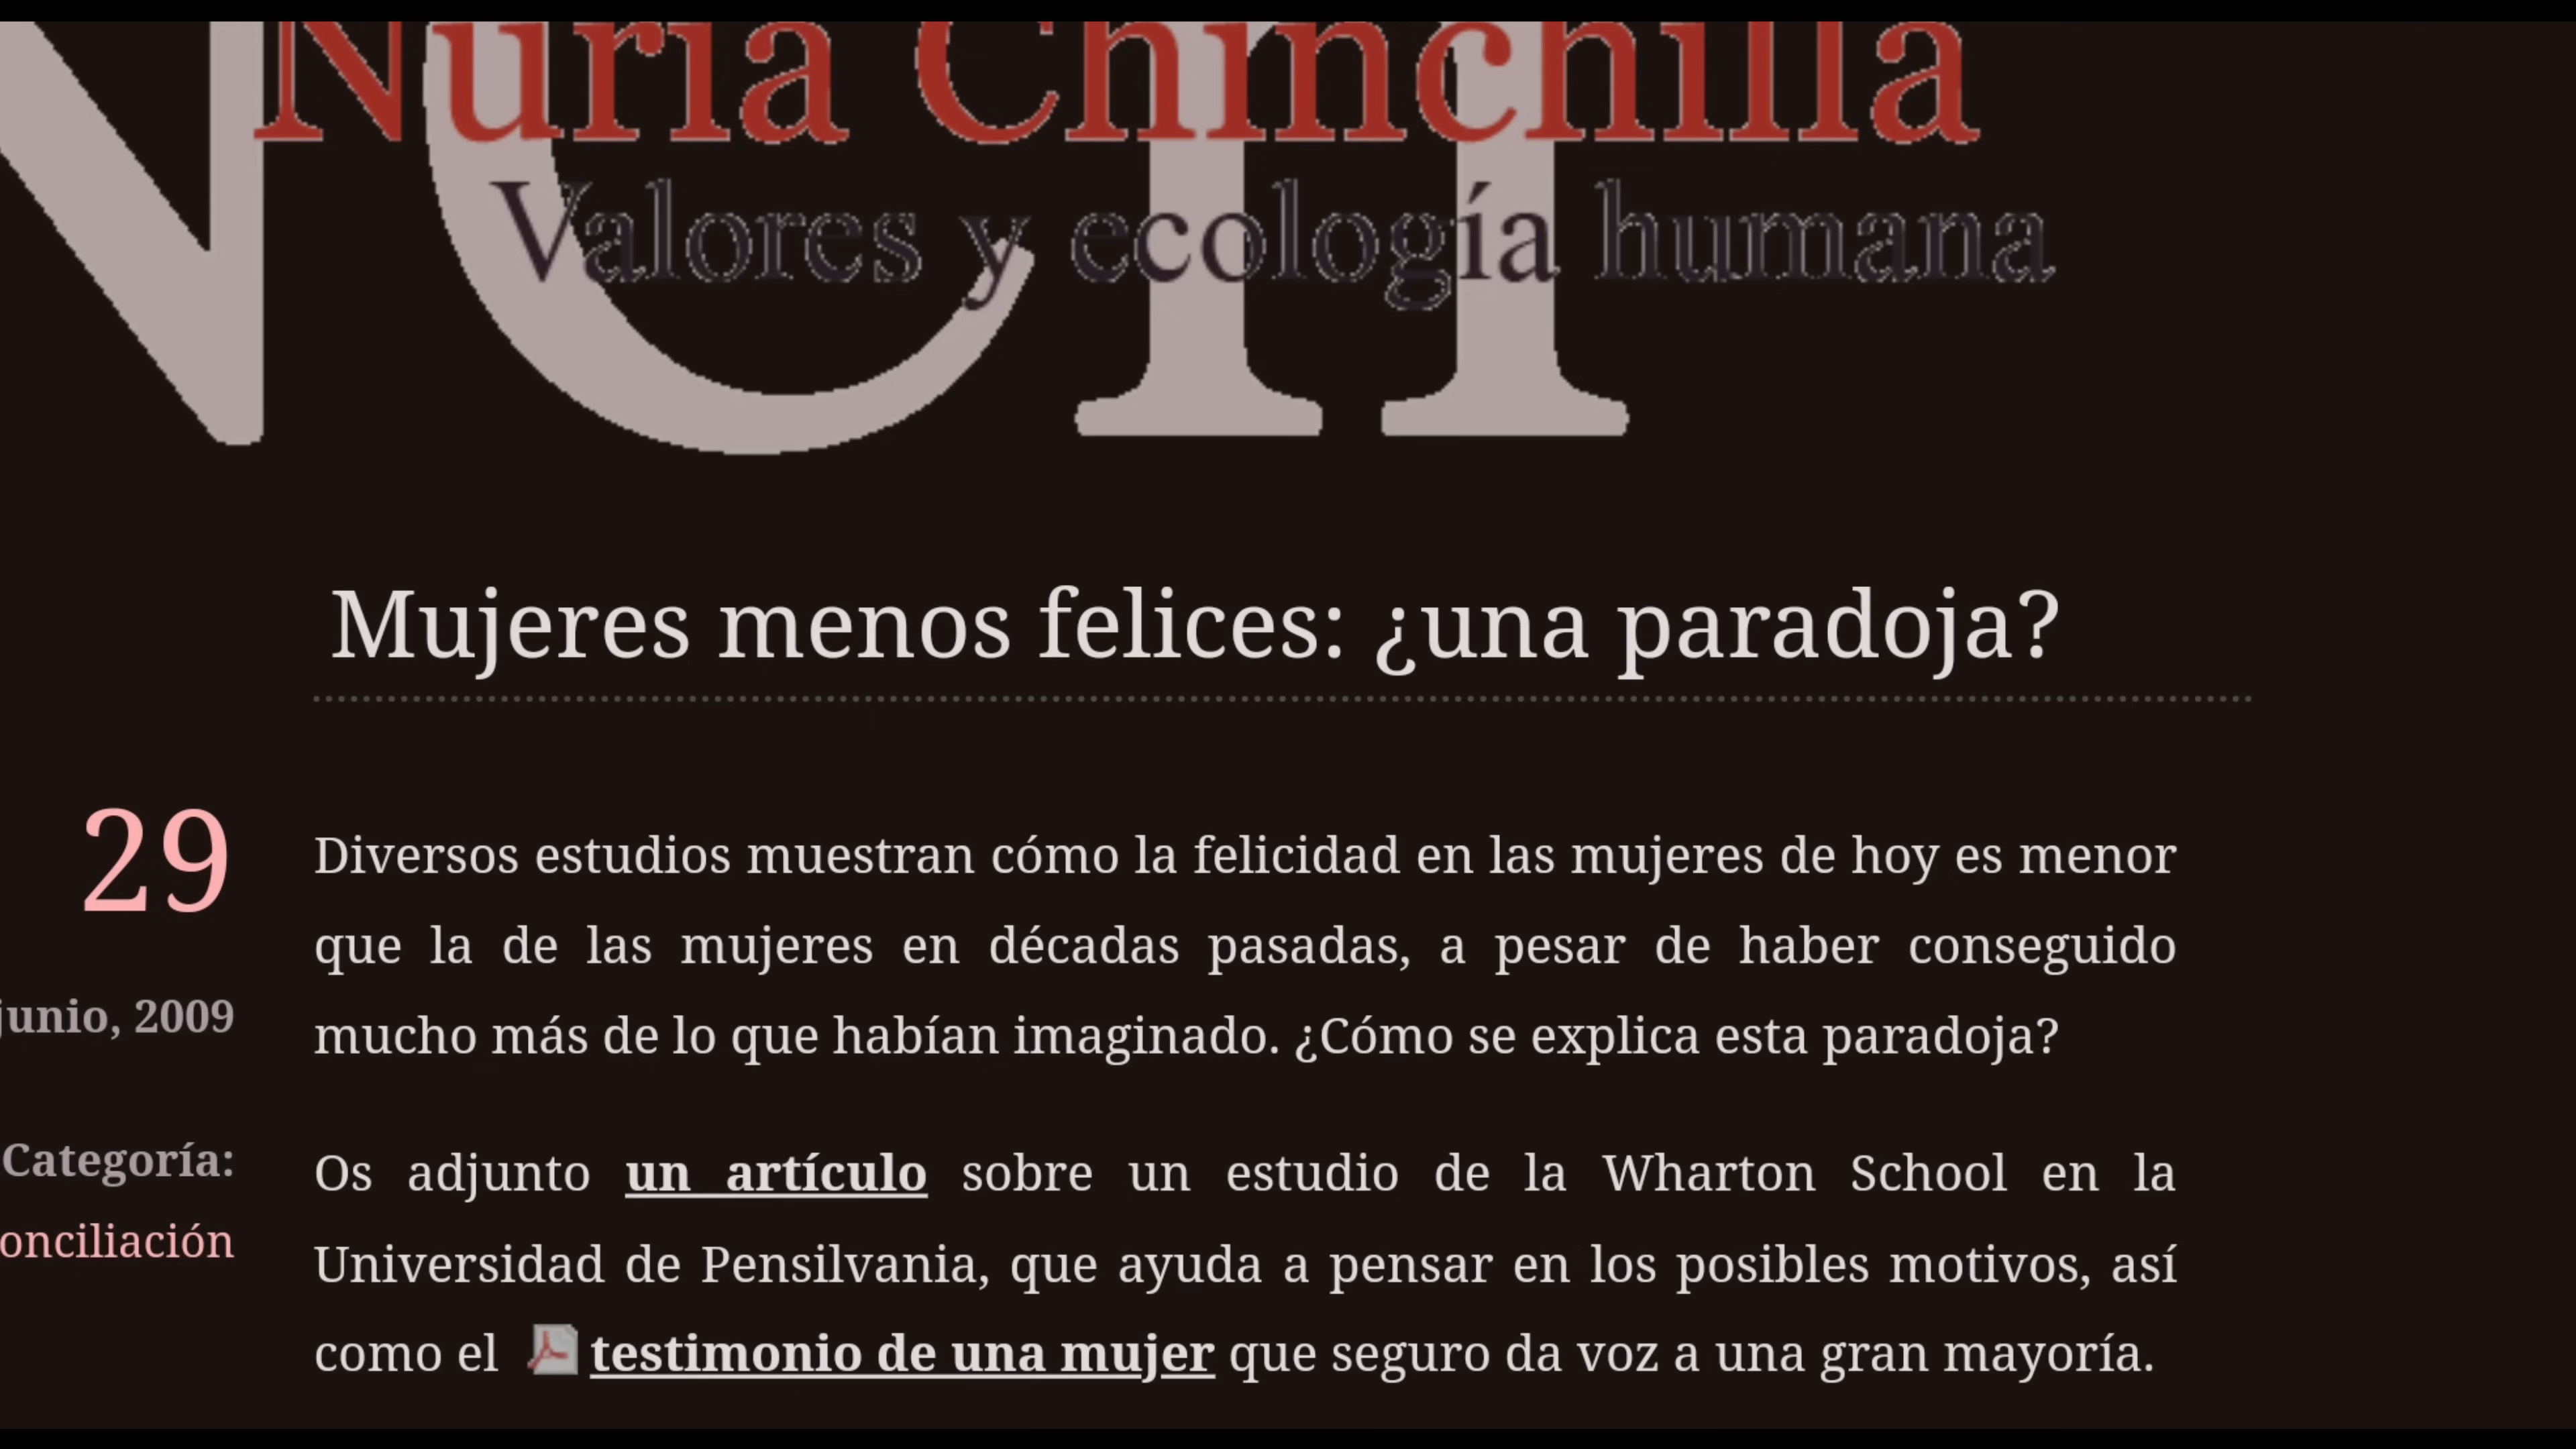 Nuria Chinchilla
Valores y ecología humana
Mujeres menos felices: ¿una paradoja?
29
junio, 2009
Categoría:
onciliación
Diversos estudios muestran cómo la felicidad en las mujeres de hoy es menor
que la de las mujeres en décadas pasadas, a pesar de haber conseguido
mucho más de lo que habían imaginado. ¿Cómo se explica esta paradoja?
Os adjunto un artículo sobre un estudio de la Wharton School en la
Universidad de Pensilvania, que ayuda a pensar en los posibles motivos, así
como el testimonio de una mujer que seguro da voz a una gran mayoría.